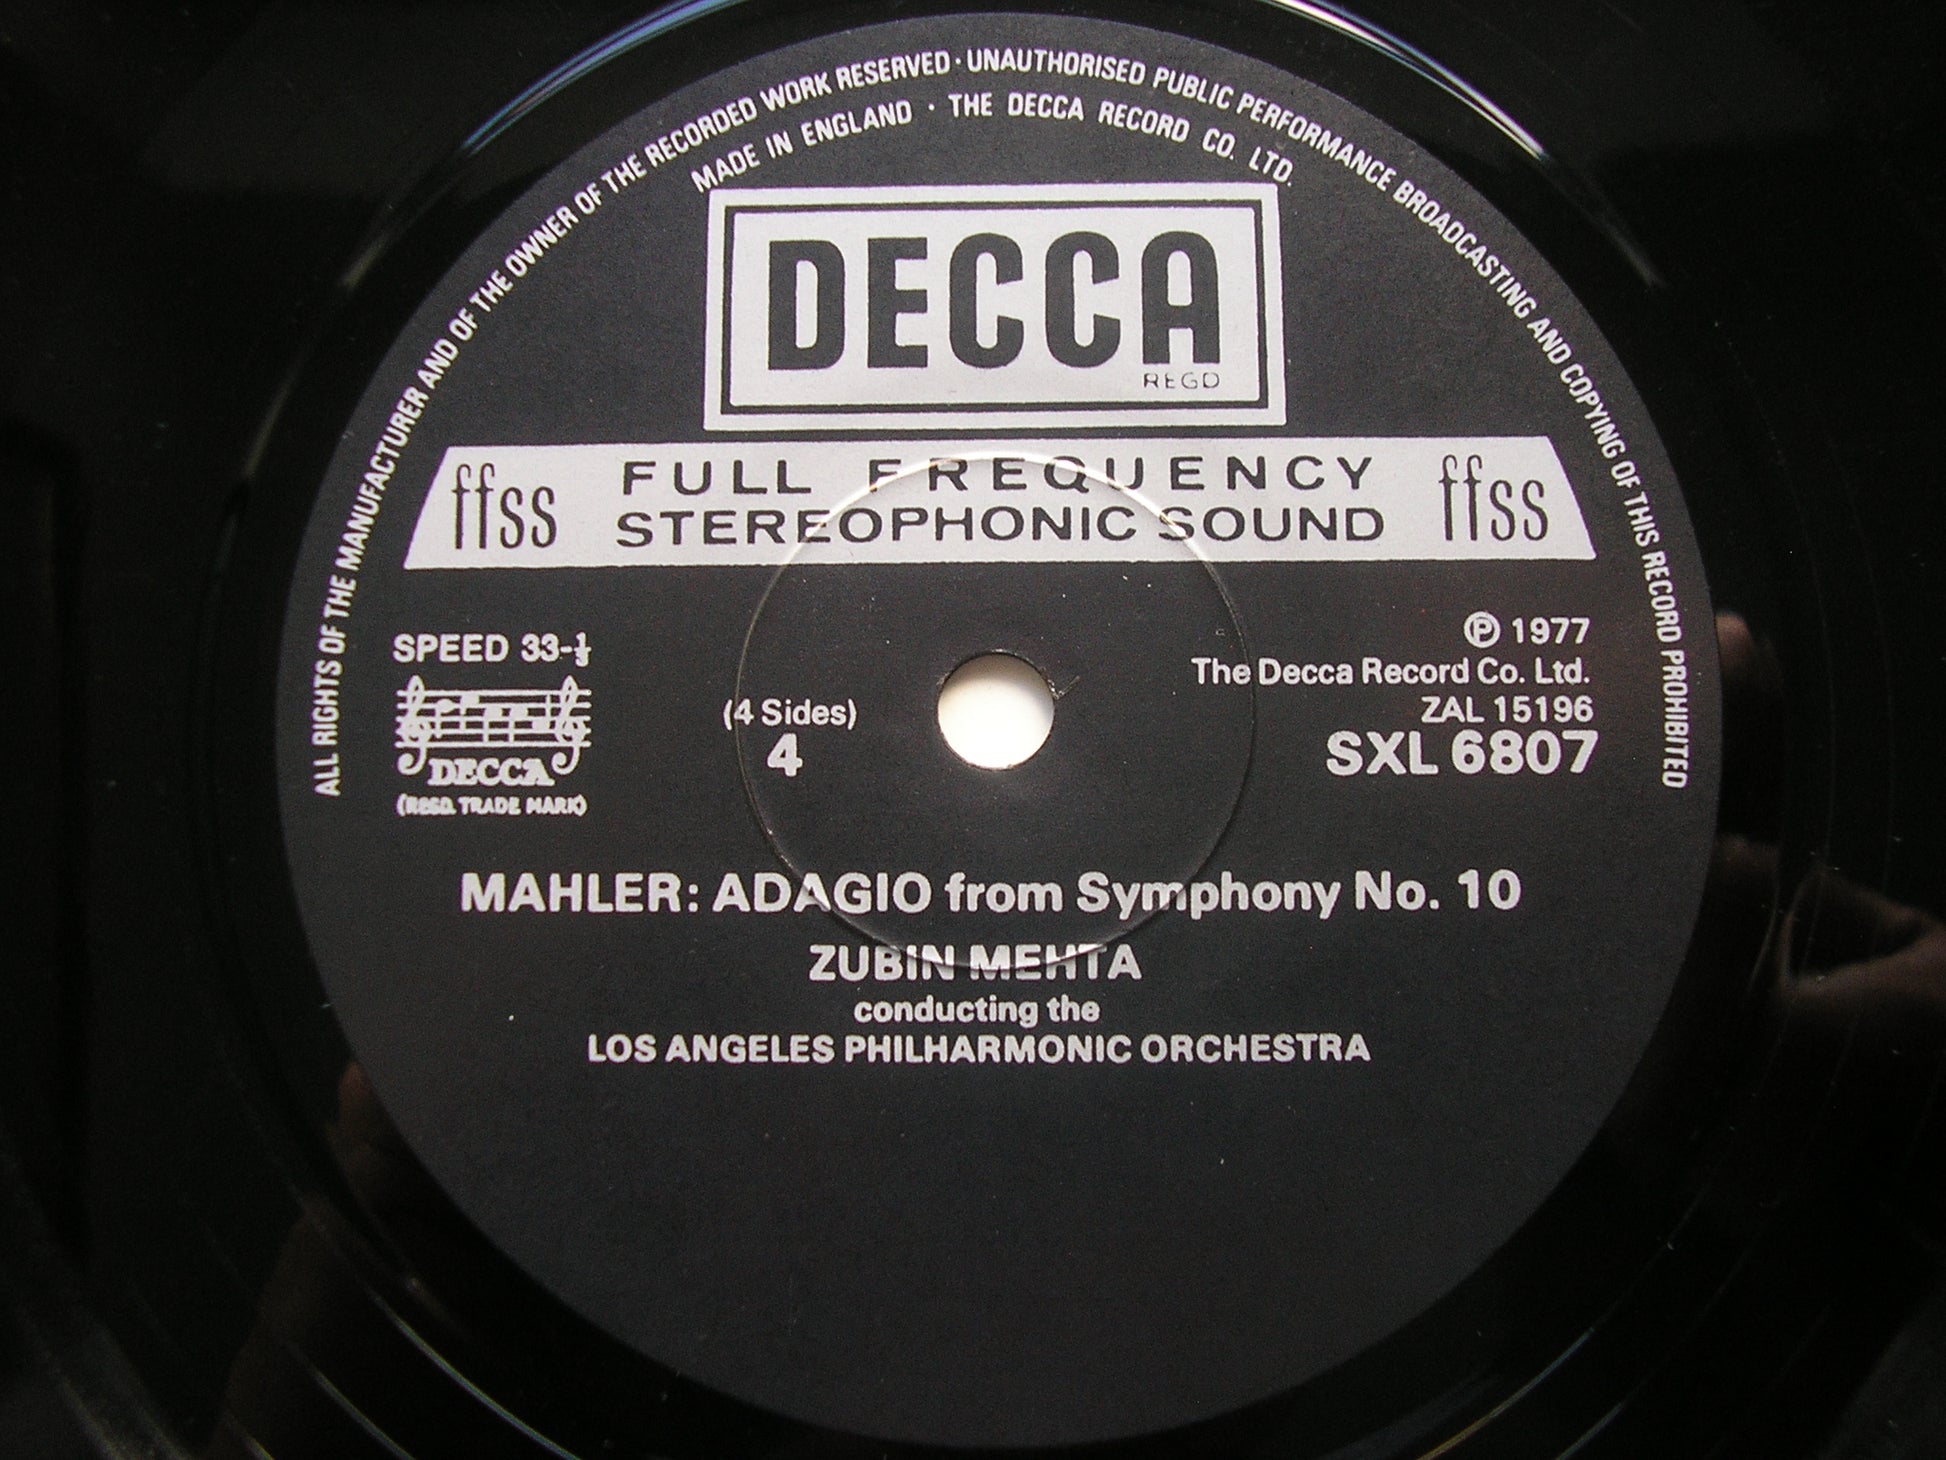 ALL RIGHTS OF THE MANUFACTURER AND OF THE OWNER OF THE RECORDED WORK RESERVED · UNAUTHORISED PUBLIC PERFORMANCE BROADCASTING AND COPYING OF THIS RECORD PROHIBITED
MADE IN ENGLAND · THE DECCA RECORD CO. LTD.
DECCA
REGD
ffss FULL FREQUENCY ffss
STEREOPHONIC SOUND
SPEED 33-⅓
DECCA
(REGD. TRADE MARK)
(4 Sides)
4
℗ 1977
The Decca Record Co. Ltd.
ZAL 15196
SXL 6807
MAHLER: ADAGIO from Symphony No. 10
ZUBIN MEHTA
conducting the
LOS ANGELES PHILHARMONIC ORCHESTRA